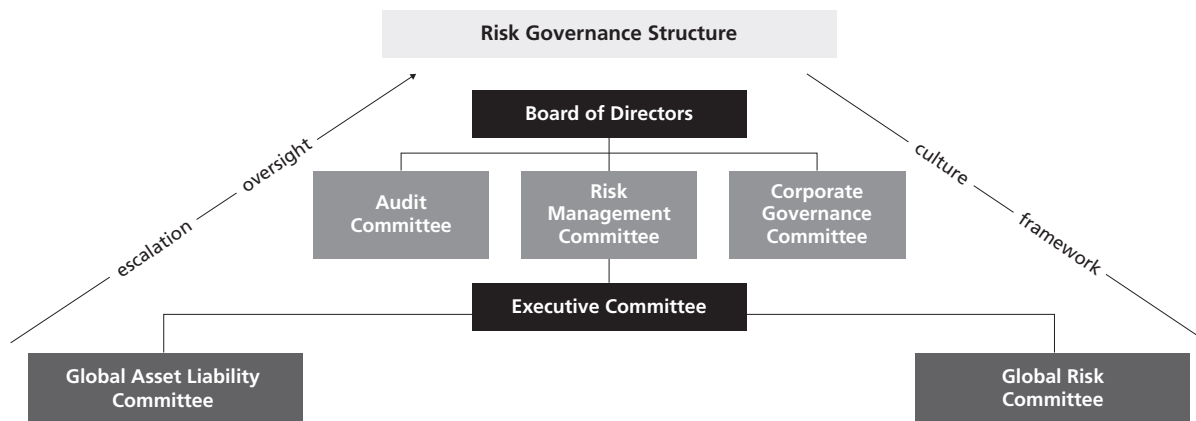 Risk Governance Structure
Board of Directors
oversight
culture
Audit
Committee
Risk
Management
Committee
Corporate
Governance
Committee
escalation
framework
Executive Committee
Global Asset Liability
Committee
Global Risk
Committee